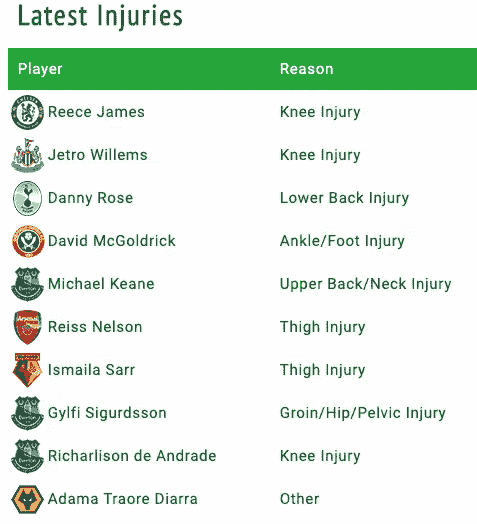 Latest Injuries
Player Reason
Reece James Knee Injury
Jetro Willems Knee Injury
Danny Rose Lower Back Injury
David McGoldrick Ankle/Foot Injury
Michael Keane Upper Back/Neck Injury
Reiss Nelson Thigh Injury
Ismaila Sarr Thigh Injury
Gylfi Sigurdsson Groin/Hip/Pelvic Injury
Richarlison de Andrade Knee Injury
Adama Traore Diarra Other